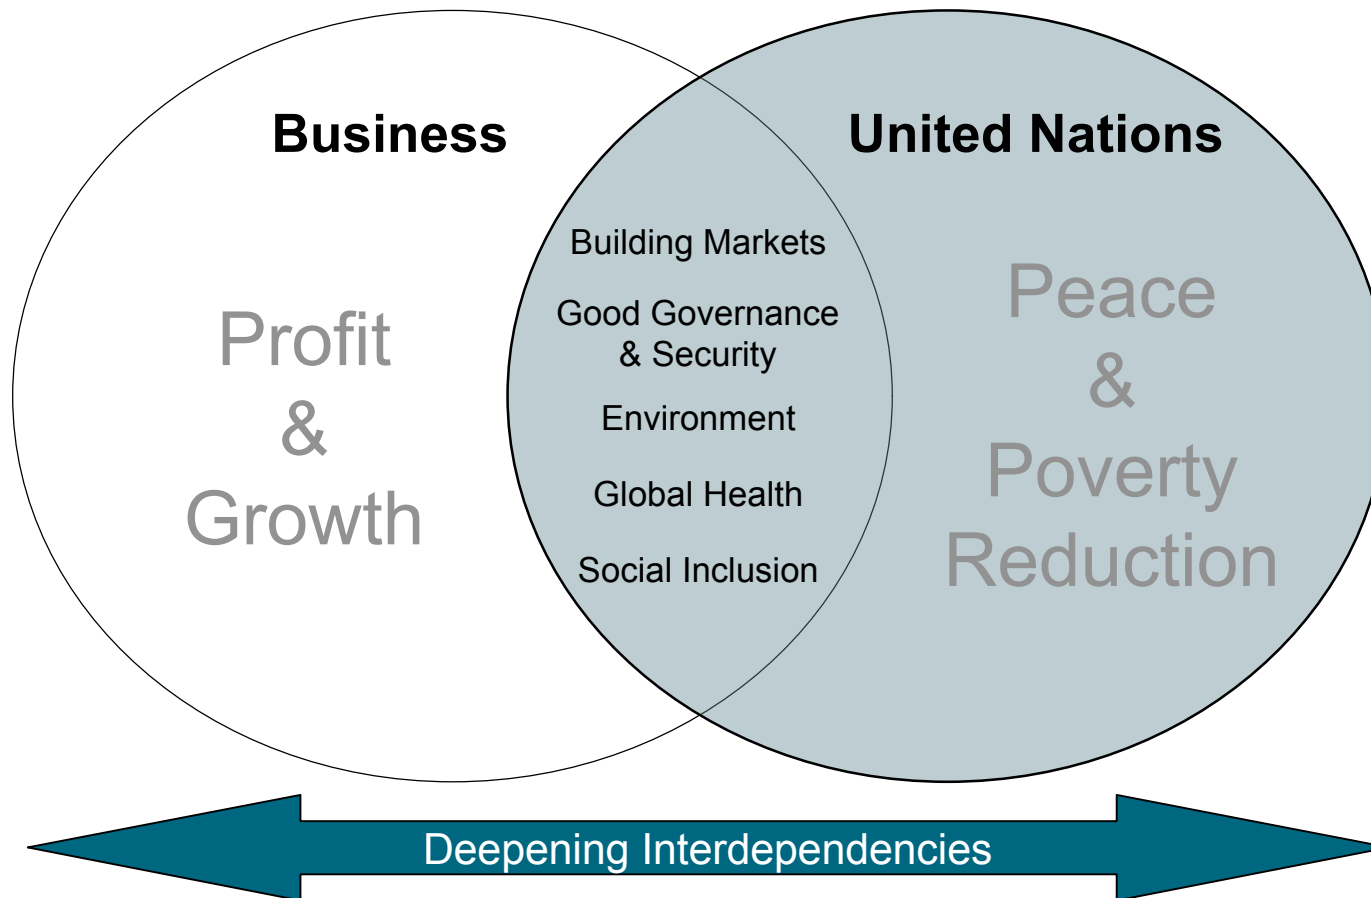 Business
Profit
&
Growth
Building Markets
Good Governance
& Security
Environment
Global Health
Social Inclusion
United Nations
Peace
&
Poverty
Reduction
Deepening Interdependencies